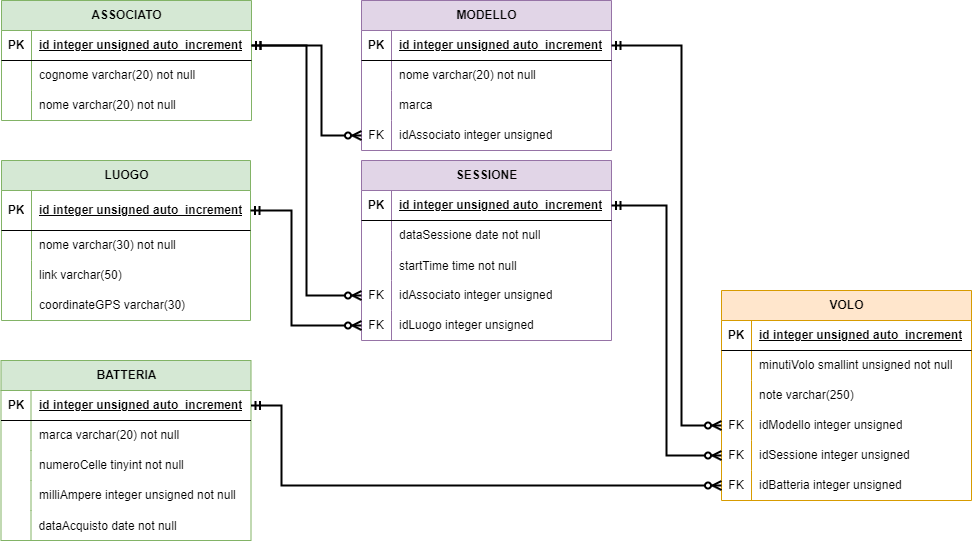 ASSOCIATO
PK id integer unsigned auto_increment
cognome varchar(20) not null
nome varchar(20) not null
MODELLO
PK id integer unsigned auto_increment
nome varchar(20) not null
marca
FK idAssociato integer unsigned
LUOGO
PK id integer unsigned auto_increment
nome varchar(30) not null
link varchar(50)
coordinateGPS varchar(30)
SESSIONE
PK id integer unsigned auto_increment
dataSessione date not null
startTime time not null
FK idAssociato integer unsigned
FK idLuogo integer unsigned
BATTERIA
PK id integer unsigned auto_increment
marca varchar(20) not null
numeroCelle tinyint not null
milliAmpere integer unsigned not null
dataAcquisto date not null
VOLO
PK id integer unsigned auto_increment
minutiVolo smallint unsigned not null
note varchar(250)
FK idModello integer unsigned
FK idSessione integer unsigned
FK idBatteria integer unsigned